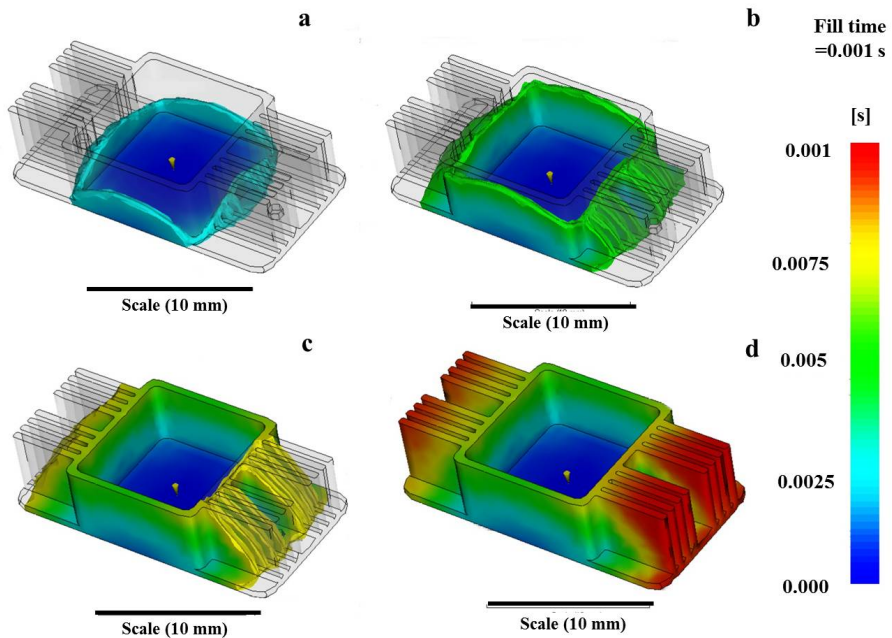 a
b
Fill time
=0.001 s
[s]
0.001
0.0075
0.005
0.0025
0.000
Scale (10 mm)
Scale (10 mm)
c
d
Scale (10 mm)
Scale (10 mm)